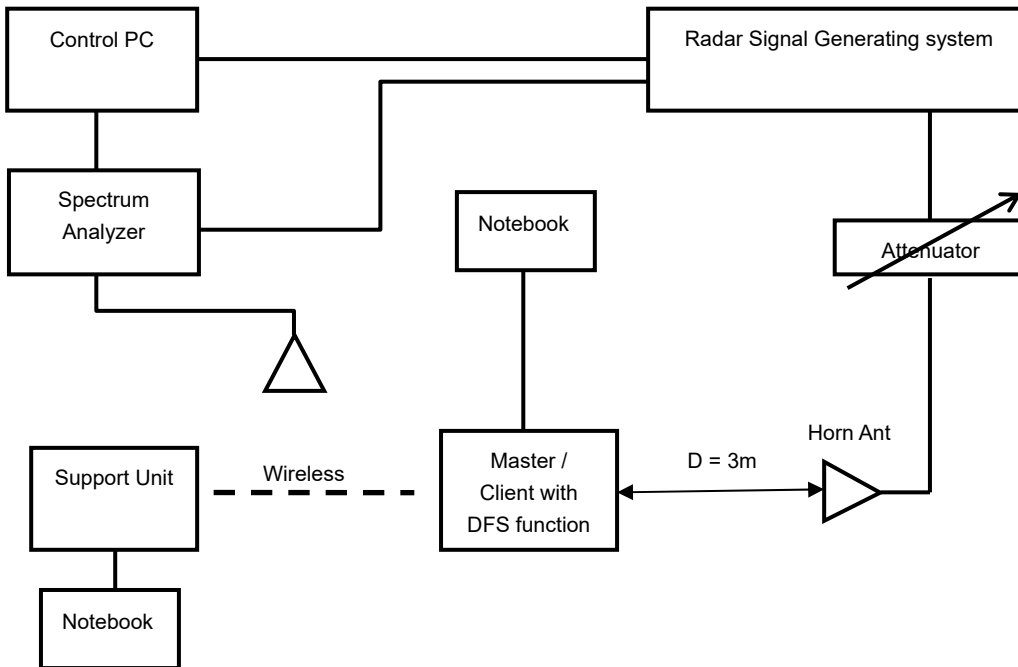 Control PC
Radar Signal Generating system
Spectrum
Analyzer
Notebook
Attenuator
Horn Ant
Support Unit
Wireless
Master /
Client with
DFS function
D = 3m
Notebook